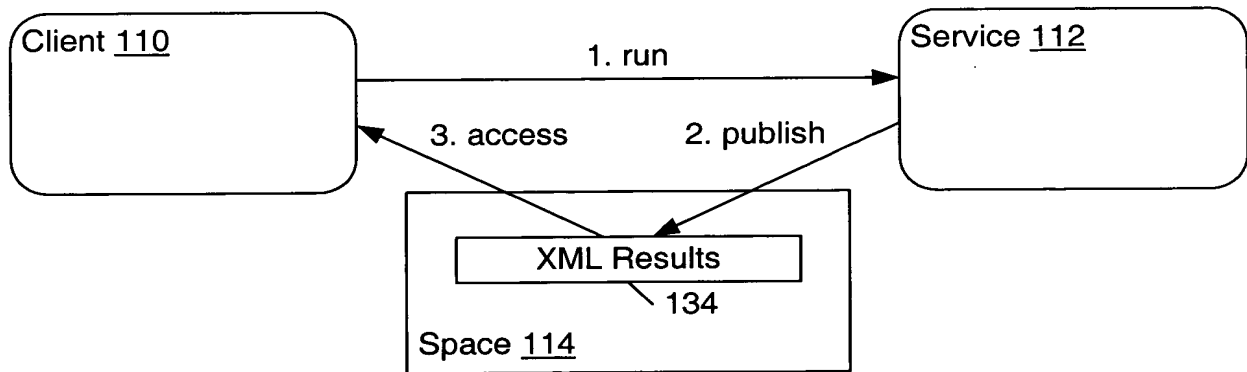 Client 110
Service 112
1. run
3. access
2. publish
XML Results
134
Space 114